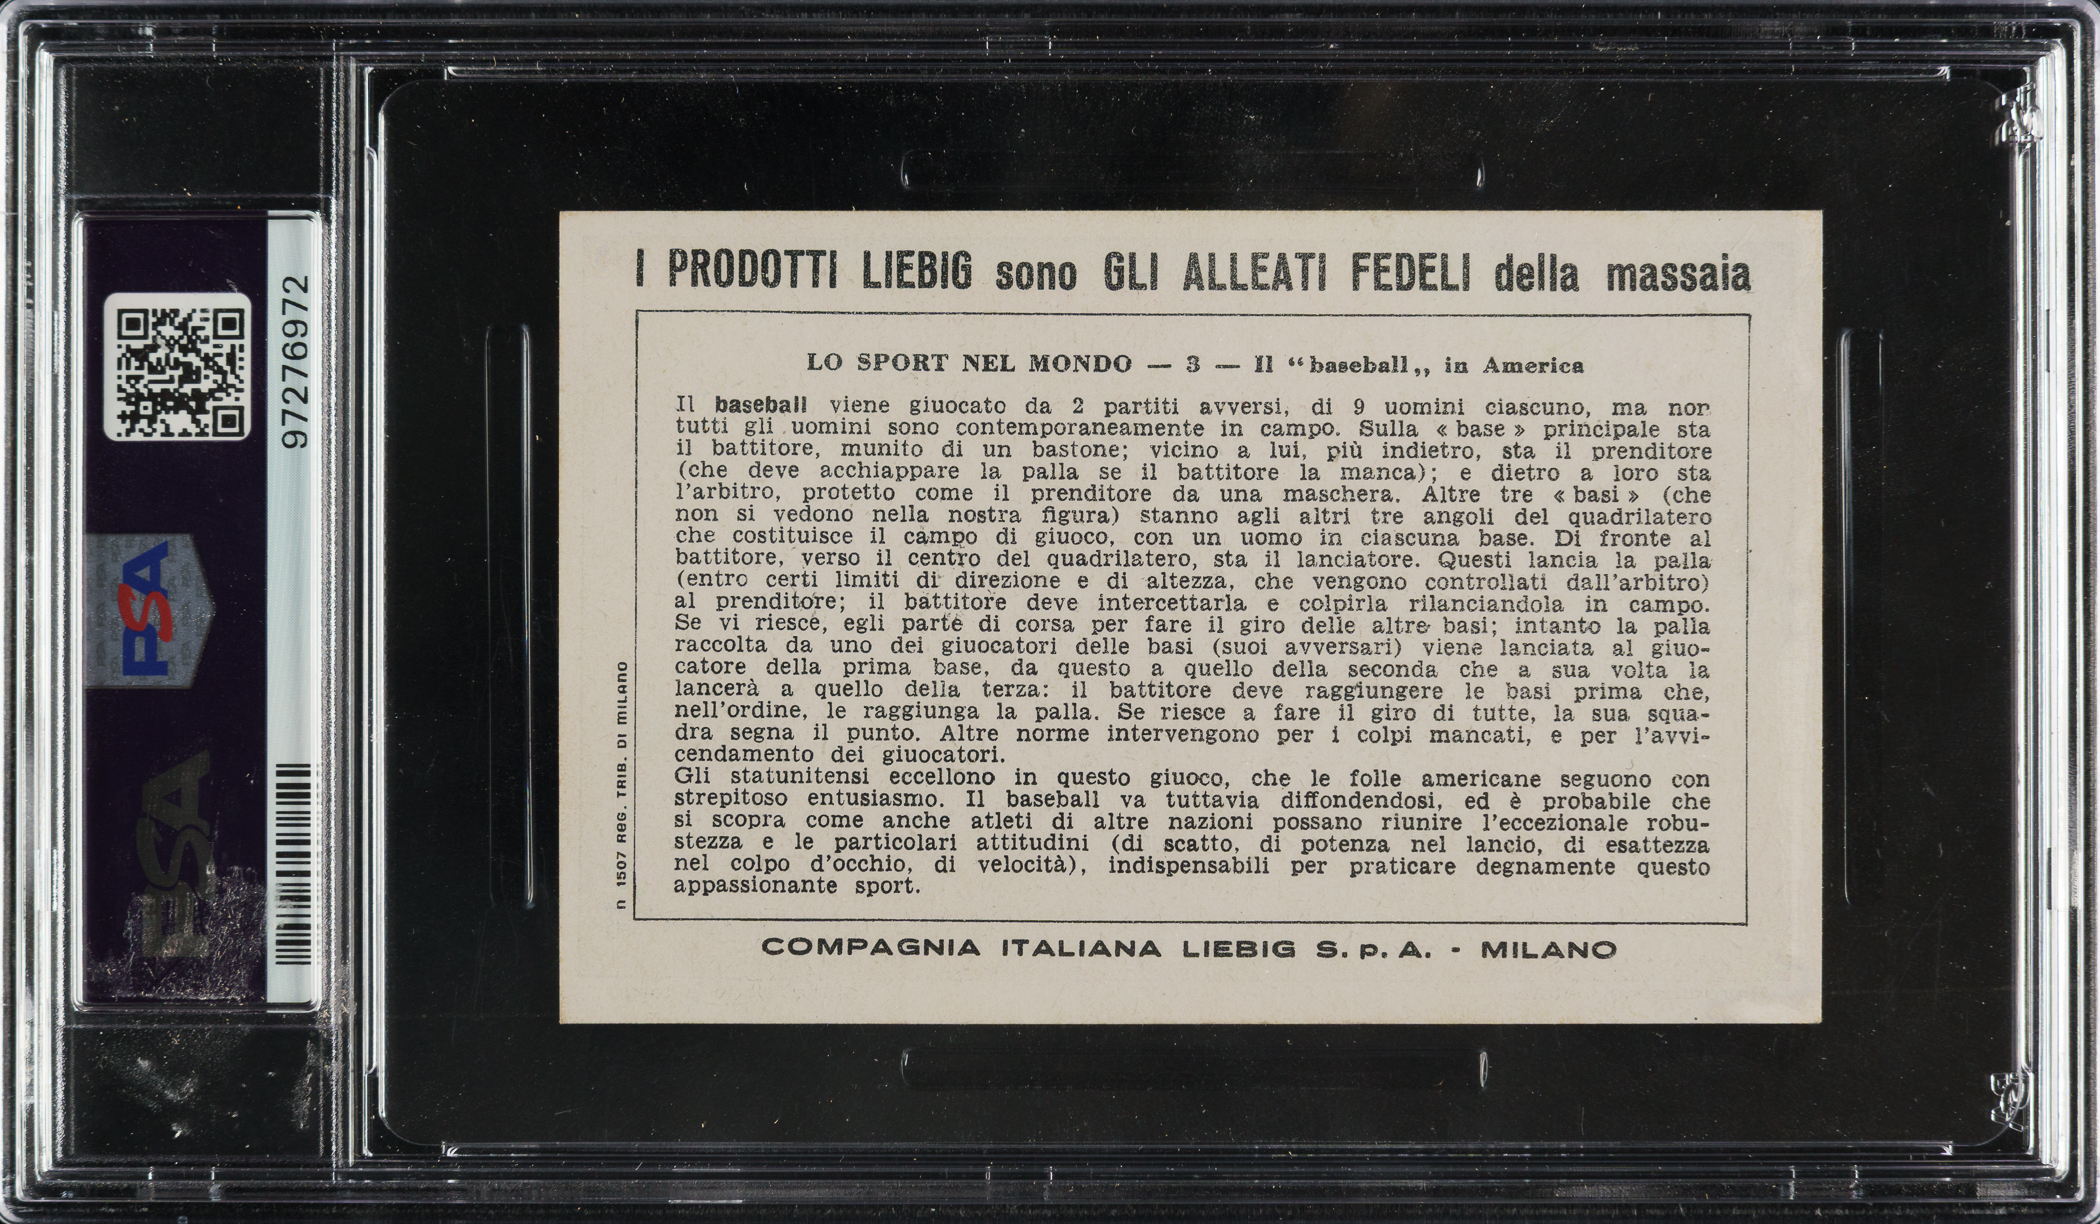 I PRODOTTI LIEBIG sono GLI ALLEATI FEDELI della massaia
LO SPORT NEL MONDO — 3 — Il “baseball„ in America
Il baseball viene giuocato da 2 partiti avversi, di 9 uomini ciascuno, ma non
tutti gli uomini sono contemporaneamente in campo. Sulla « base » principale sta
il battitore, munito di un bastone; vicino a lui, più indietro, sta il prenditore
(che deve acchiappare la palla se il battitore la manca); e dietro a loro sta
l'arbitro, protetto come il prenditore da una maschera. Altre tre « basi » (che
non si vedono nella nostra figura) stanno agli altri tre angoli del quadrilatero
che costituisce il campo di giuoco, con un uomo in ciascuna base. Di fronte al
battitore, verso il centro del quadrilatero, sta il lanciatore. Questi lancia la palla
(entro certi limiti di direzione e di altezza, che vengono controllati dall'arbitro)
al prenditore; il battitore deve intercettarla e colpirla rilanciandola in campo.
Se vi riesce, egli parte di corsa per fare il giro delle altre basi; intanto la palla
raccolta da uno dei giuocatori delle basi (suoi avversari) viene lanciata al giuo-
catore della prima base, da questo a quello della seconda che a sua volta la
lancerà a quello della terza: il battitore deve raggiungere le basi prima che,
nell'ordine, le raggiunga la palla. Se riesce a fare il giro di tutte, la sua squa-
dra segna il punto. Altre norme intervengono per i colpi mancati, e per l'avvi-
cendamento dei giuocatori.
Gli statunitensi eccellono in questo giuoco, che le folle americane seguono con
strepitoso entusiasmo. Il baseball va tuttavia diffondendosi, ed è probabile che
si scopra come anche atleti di altre nazioni possano riunire l'eccezionale robu-
stezza e le particolari attitudini (di scatto, di potenza nel lancio, di esattezza
nel colpo d'occhio, di velocità), indispensabili per praticare degnamente questo
appassionante sport.
COMPAGNIA ITALIANA LIEBIG S. p. A. - MILANO
n 1507 REG. TRIB. DI MILANO
97276972
PSA
PSA